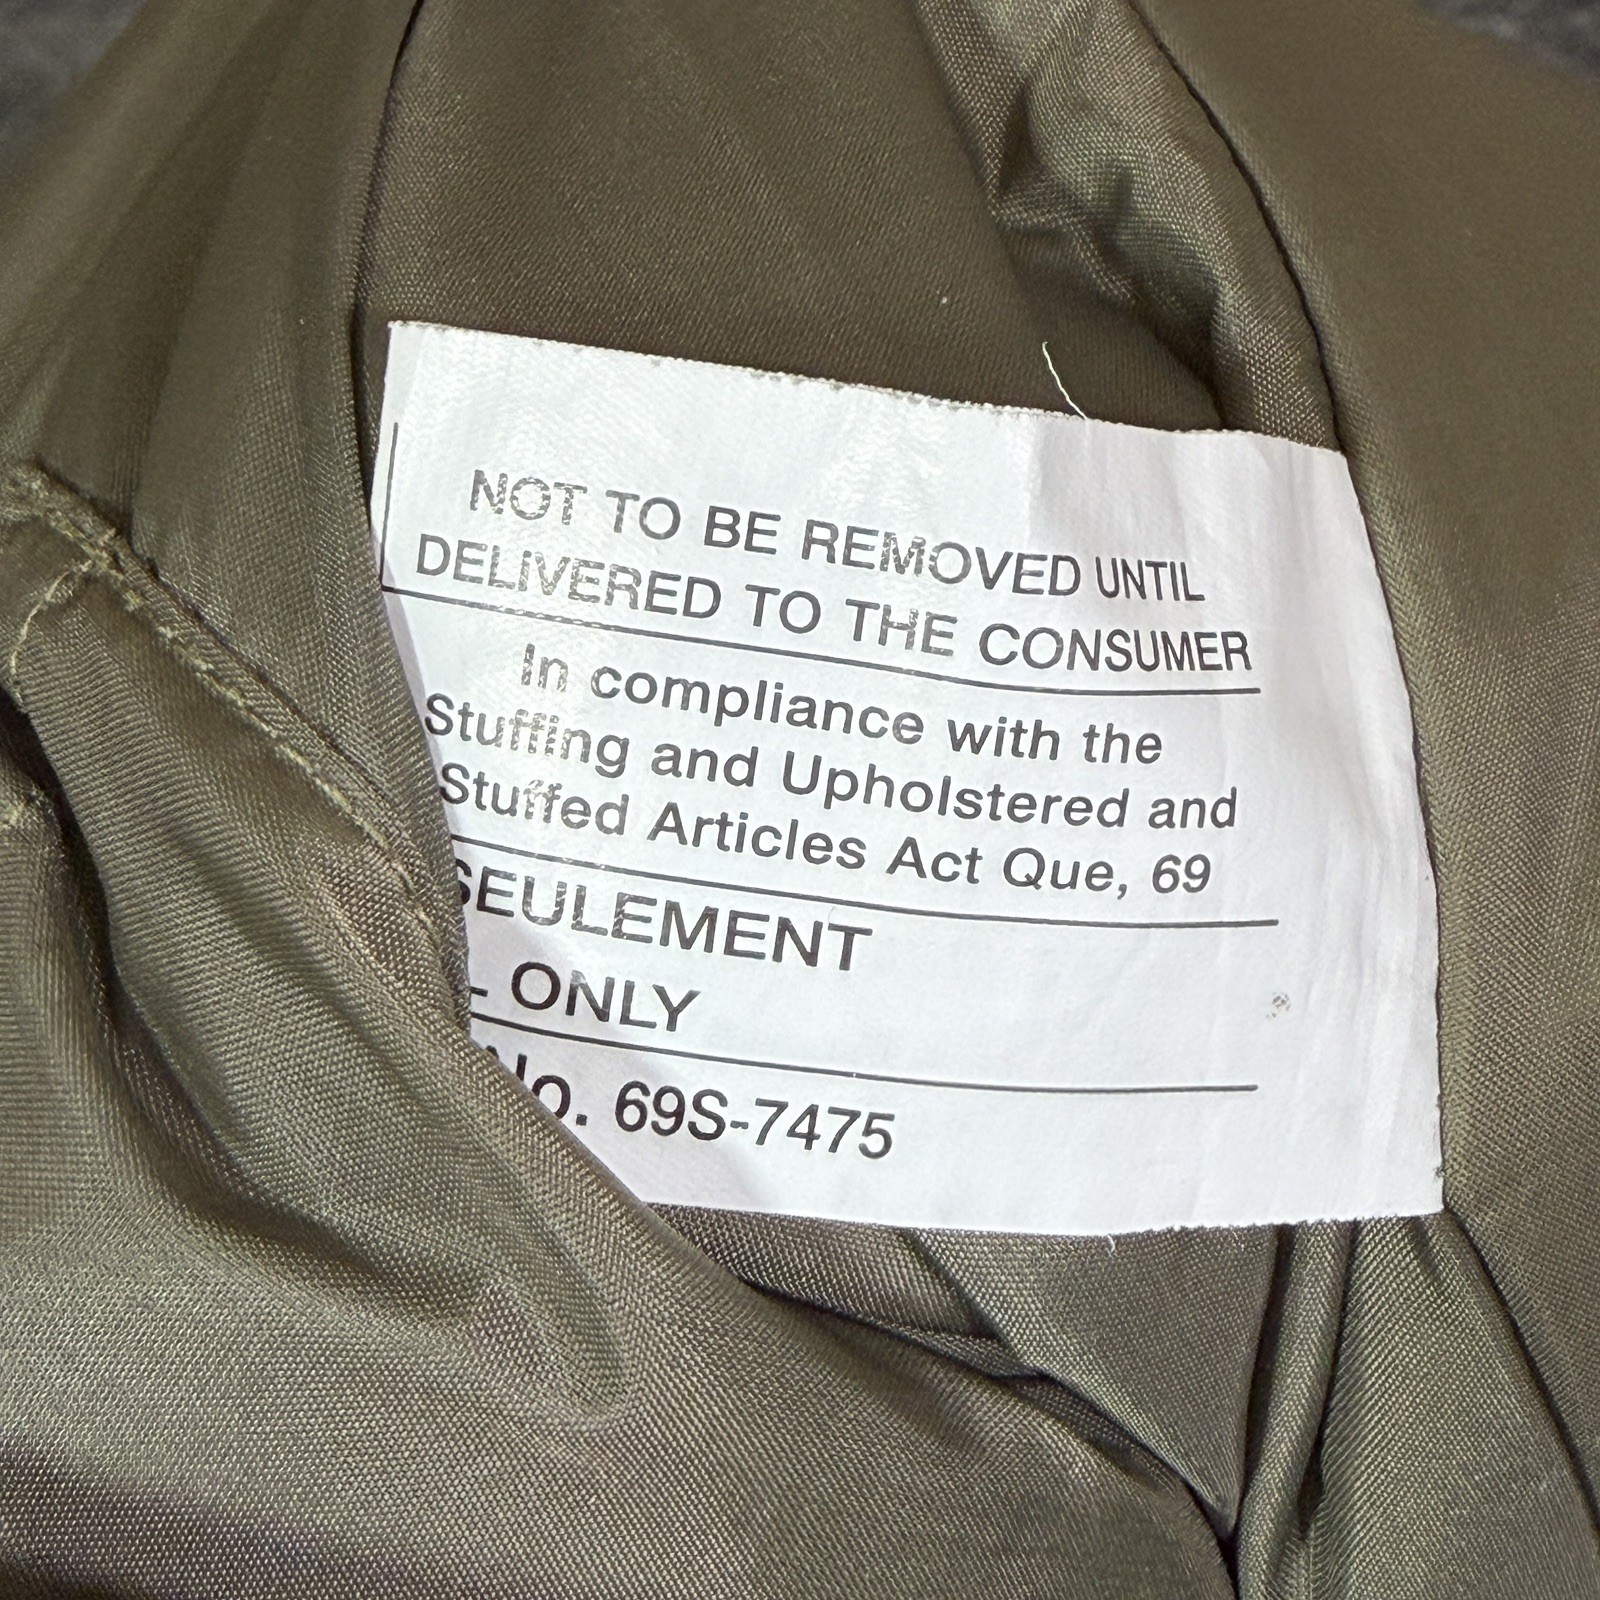 NOT TO BE REMOVED UNTIL
DELIVERED TO THE CONSUMER
In compliance with the
Stuffing and Upholstered and
Stuffed Articles Act Que, 69
SEULEMENT
ONLY
No. 69S-7475